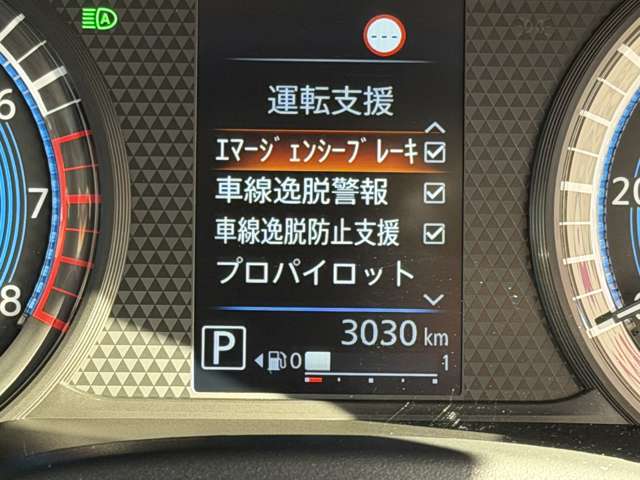 A
---
運転支援
ｴﾏｰｼﾞｪﾝｼｰﾌﾞﾚｰｷ
車線逸脱警報
車線逸脱防止支援
プロパイロット
3030 km
P
0 1
6
7
8
20